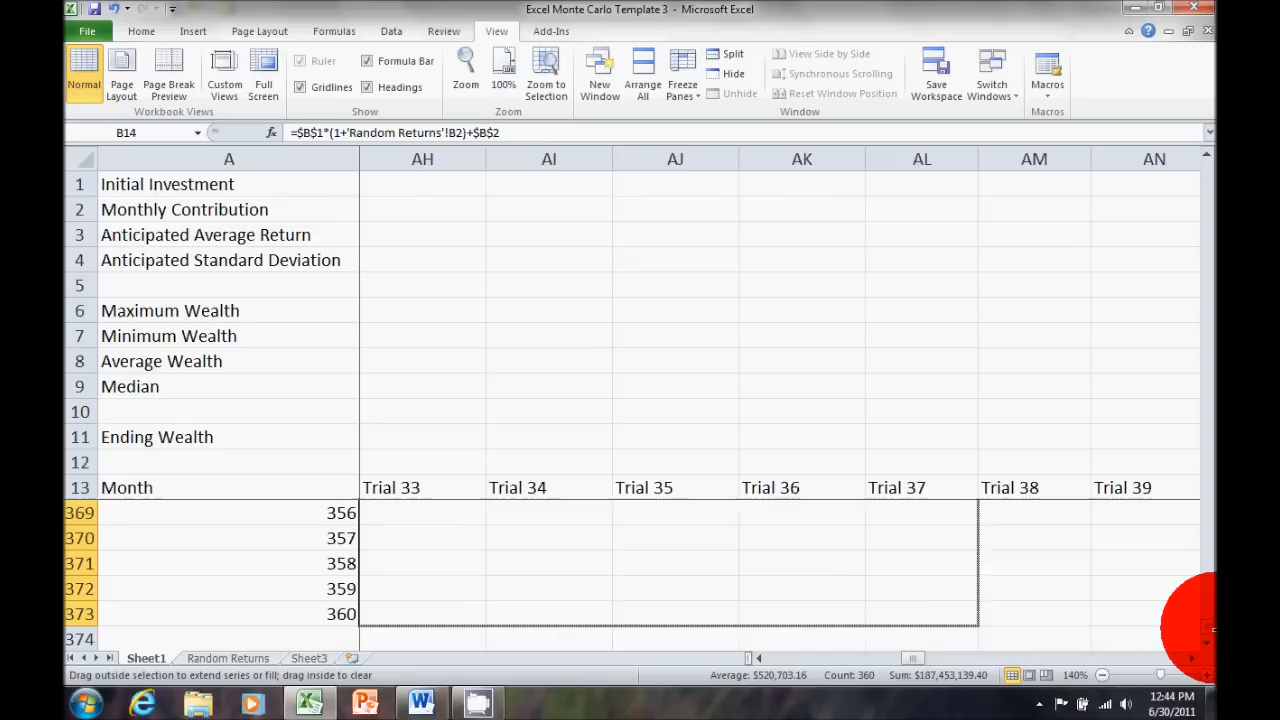 Excel Monte Carlo Template 3 - Microsoft Excel
File Home Insert Page Layout Formulas Data Review View Add-Ins
Normal Page Layout Page Break Preview Custom Views Full Screen
Workbook Views
Ruler Formula Bar
Gridlines Headings
Show
Zoom 100% Zoom to Selection
Zoom
New Window Arrange All Freeze Panes
Split
Hide
Unhide
View Side by Side
Synchronous Scrolling
Reset Window Position
Window
Save Workspace Switch Windows
Macros
Macros
B14 fx =$B$1*(1+'Random Returns'!B2)+$B$2
A AH AI AJ AK AL AM AN
1 Initial Investment
2 Monthly Contribution
3 Anticipated Average Return
4 Anticipated Standard Deviation
5
6 Maximum Wealth
7 Minimum Wealth
8 Average Wealth
9 Median
10
11 Ending Wealth
12
13 Month Trial 33 Trial 34 Trial 35 Trial 36 Trial 37 Trial 38 Trial 39
369 356
370 357
371 358
372 359
373 360
374
Sheet1 Random Returns Sheet3
Drag outside selection to extend series or fill; drag inside to clear Average: $520,703.16 Count: 360 Sum: $187,453,139.40 140%
12:44 PM
6/30/2011